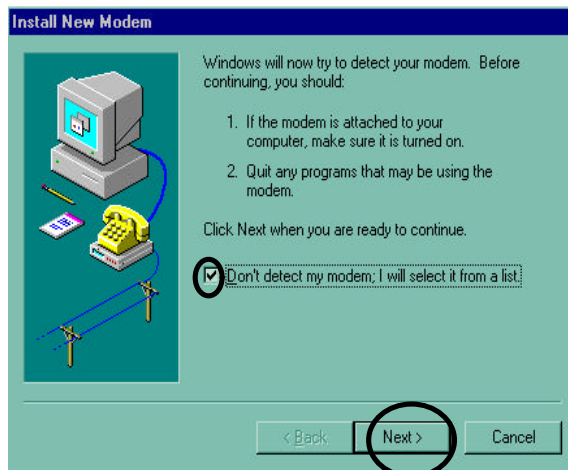 Install New Modem
Windows will now try to detect your modem. Before
continuing, you should:
1. If the modem is attached to your
computer, make sure it is turned on.
2. Quit any programs that may be using the
modem.
Click Next when you are ready to continue.
Don't detect my modem; I will select it from a list.
< Back
Next >
Cancel